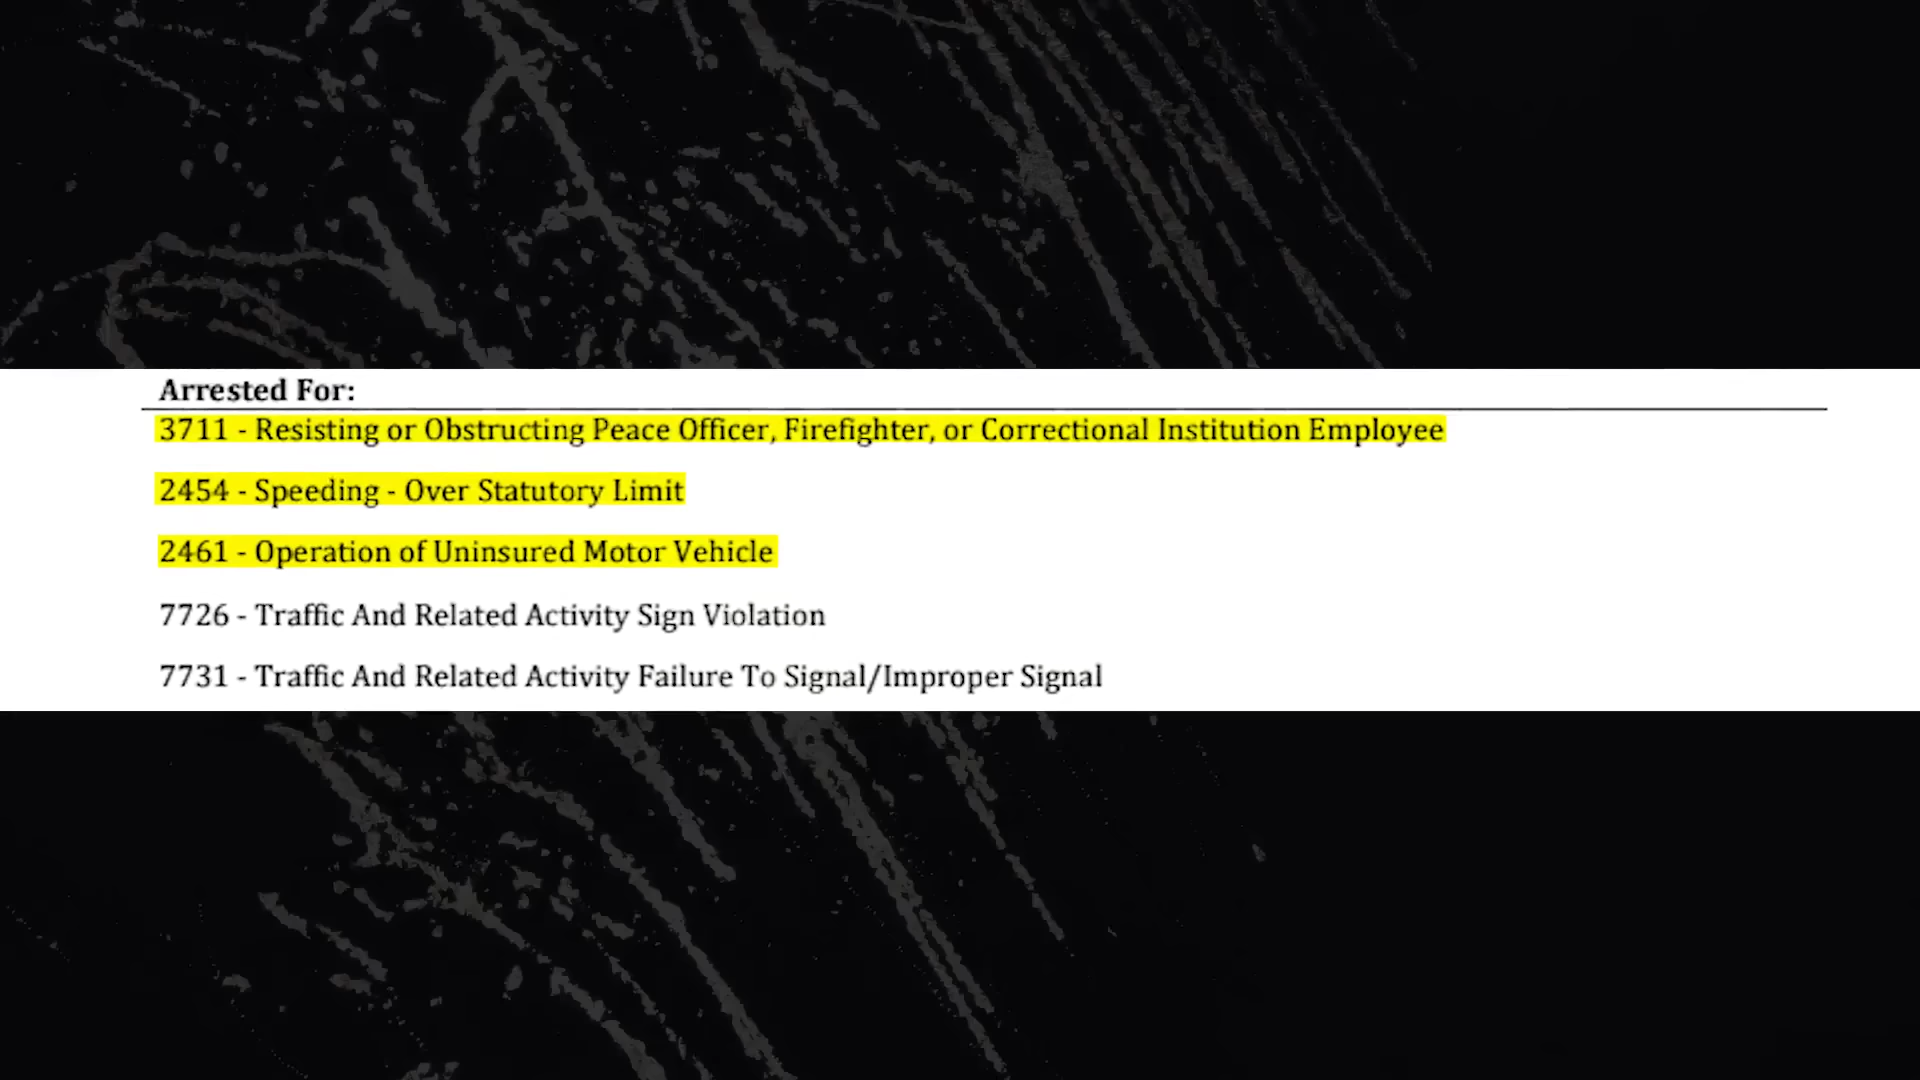 Arrested For:
3711 - Resisting or Obstructing Peace Officer, Firefighter, or Correctional Institution Employee
2454 - Speeding - Over Statutory Limit
2461 - Operation of Uninsured Motor Vehicle
7726 - Traffic And Related Activity Sign Violation
7731 - Traffic And Related Activity Failure To Signal/Improper Signal